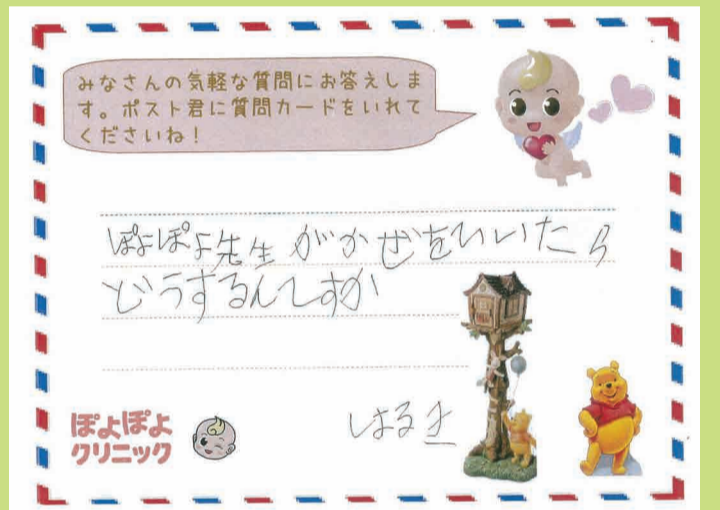 みなさんの気軽な質問にお答えしま
す。ポスト君に質問カードをいれて
くださいね!
ぽよぽよ先生がかぜをひいたら
どうするんですか
はるき
ぽよぽよ
クリニック